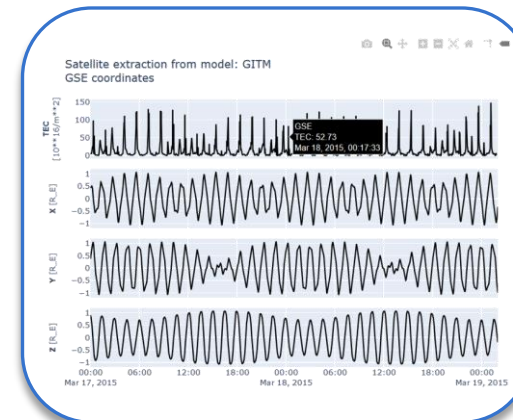 Satellite extraction from model: GITM
GSE coordinates
TEC
[10**16/m**2]
150
100
50
0
GSE
TEC: 52.73
Mar 18, 2015, 00:17:33
X [R_E]
1
0.5
0
−0.5
−1
Y [R_E]
1
0.5
0
−0.5
−1
Z [R_E]
1
0.5
0
−0.5
−1
00:00 06:00 12:00 18:00 00:00 06:00 12:00 18:00 00:00
Mar 17, 2015 Mar 18, 2015 Mar 19, 2015